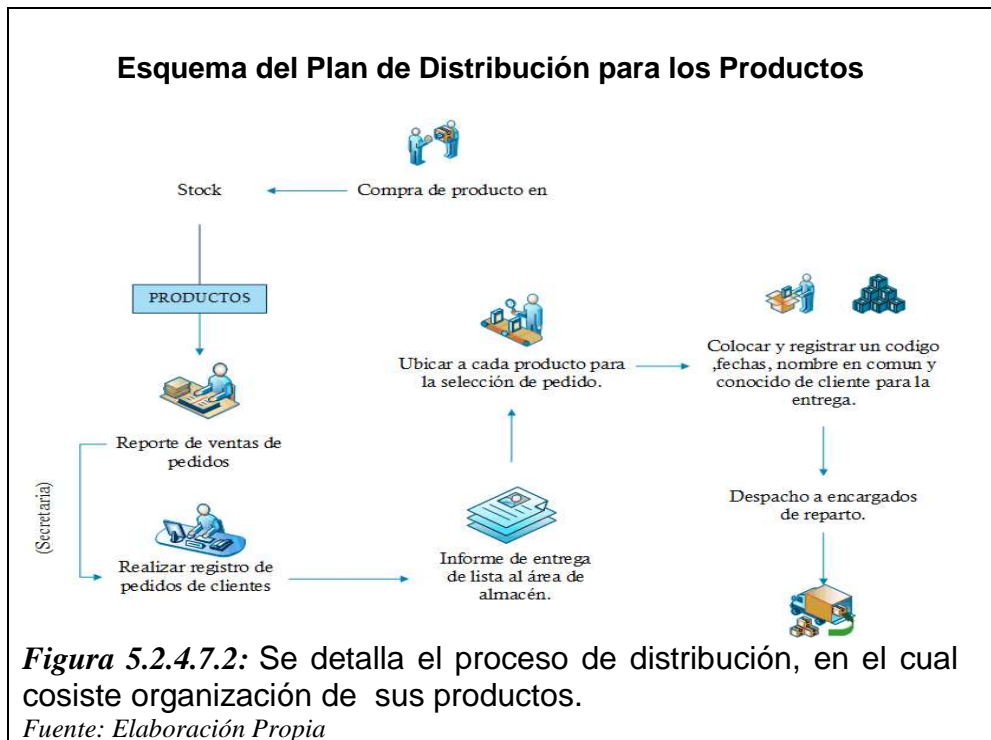 Esquema del Plan de Distribución para los Productos
Stock
Compra de producto en
PRODUCTOS
Reporte de ventas de
pedidos
(Secretaria)
Realizar registro de
pedidos de clientes
Informe de entrega
de lista al área de
almacén.
Ubicar a cada producto para
la selección de pedido.
Colocar y registrar un codigo
,fechas, nombre en comun y
conocido de cliente para la
entrega.
Despacho a encargados
de reparto.
Figura 5.2.4.7.2: Se detalla el proceso de distribución, en el cual
cosiste organización de sus productos.
Fuente: Elaboración Propia